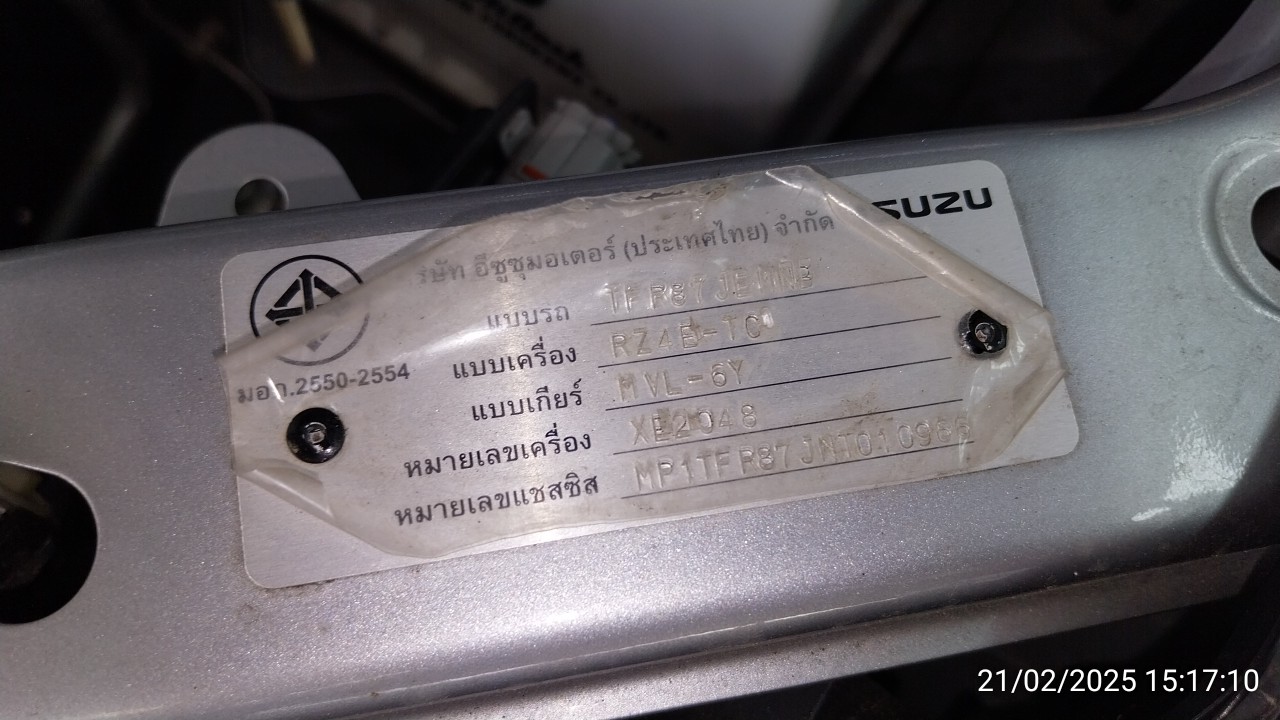 ISUZU
บริษัท อีซูซุมอเตอร์ (ประเทศไทย) จำกัด
แบบรถ
แบบเครื่อง RZ4E-TC
มอก.2550-2554
แบบเกียร์ MVL-6Y
หมายเลขเครื่อง XE2048
หมายเลขแชสซิส
21/02/2025 15:17:10